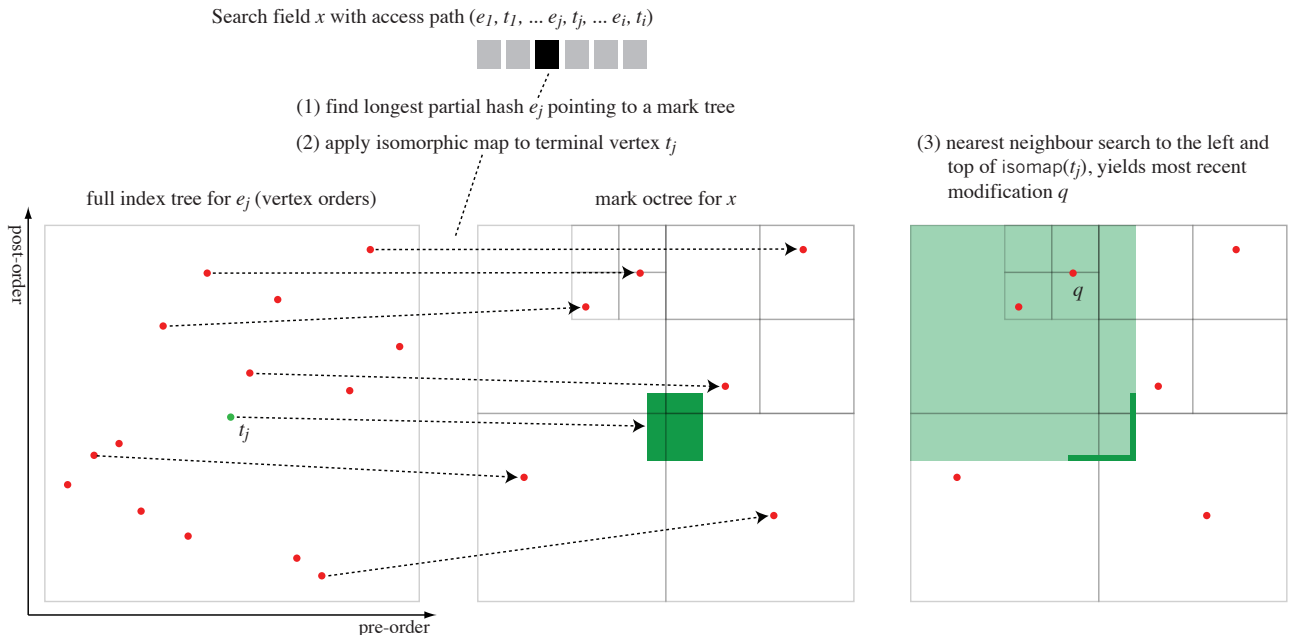 Search field x with access path (e1, t1, ... ej, tj, ... ei, ti)
(1) find longest partial hash ej pointing to a mark tree
(2) apply isomorphic map to terminal vertex tj
(3) nearest neighbour search to the left and
top of isomap(tj), yields most recent
modification q
full index tree for ej (vertex orders)
mark octree for x
post-order
q
tj
pre-order